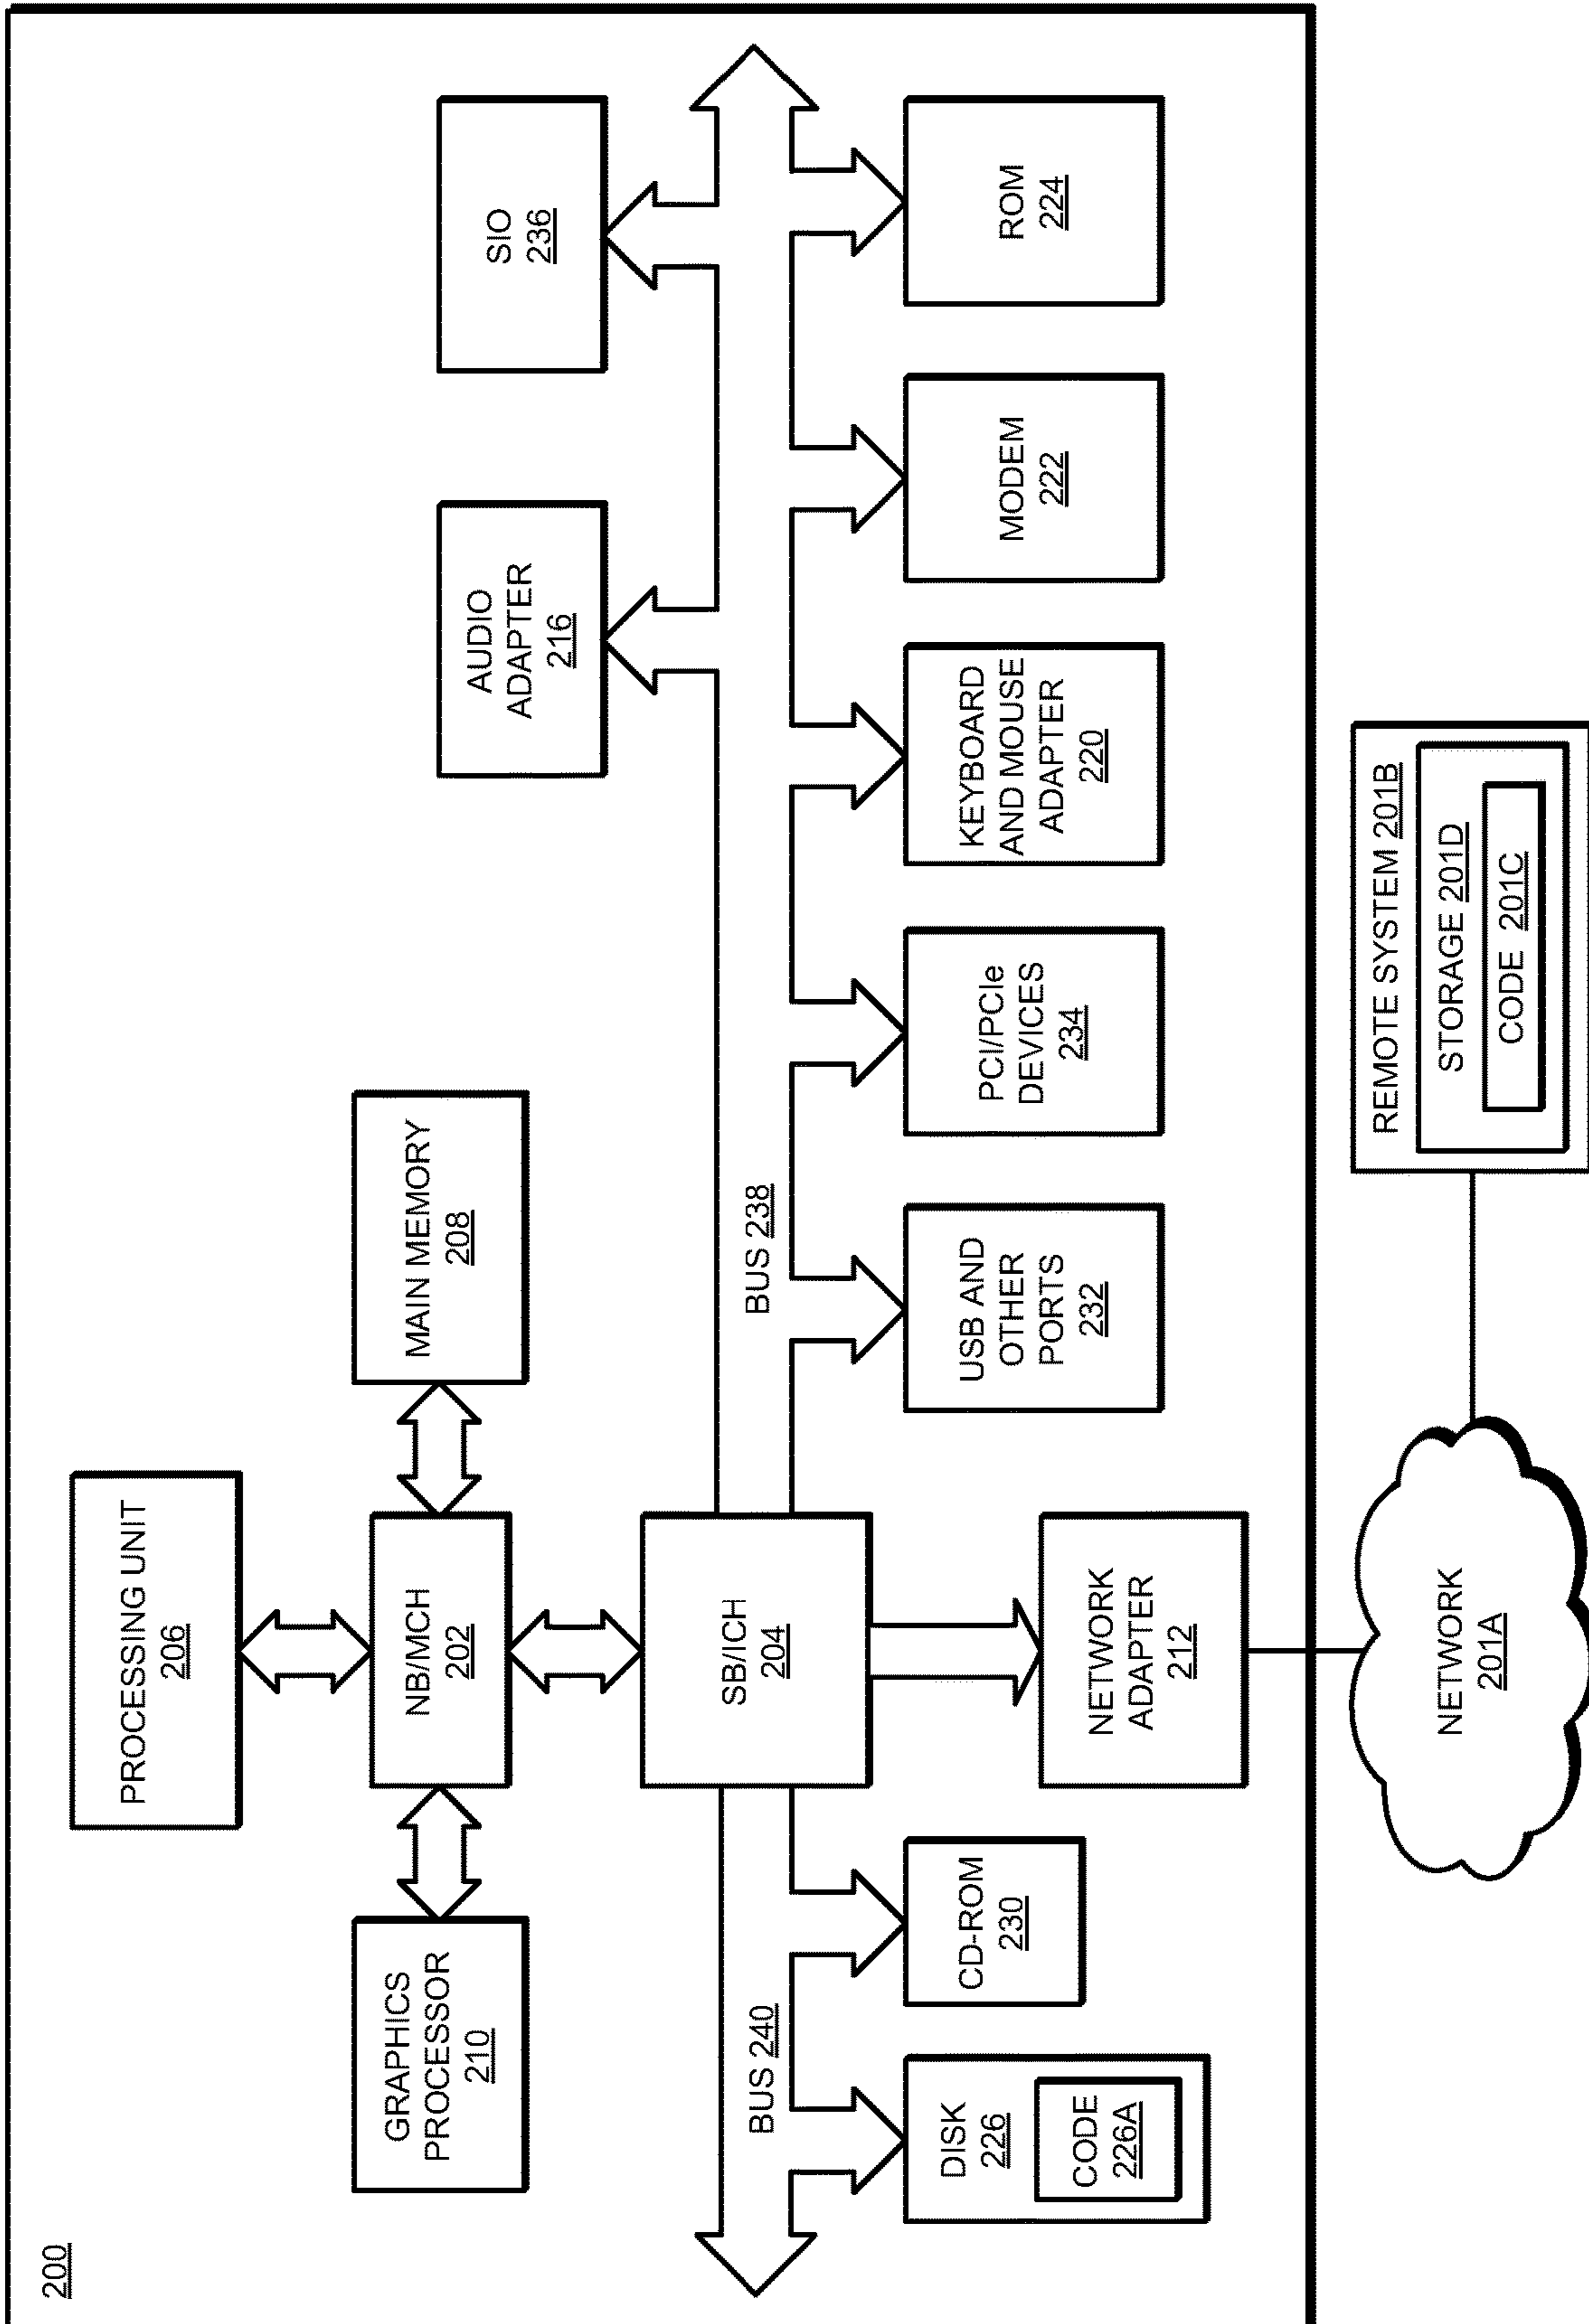 200
PROCESSING UNIT
206
GRAPHICS
PROCESSOR
210
NB/MCH
202
MAIN MEMORY
208
AUDIO
ADAPTER
216
SIO
236
SB/ICH
204
BUS 240
BUS 238
DISK
226
CODE
226A
CD-ROM
230
NETWORK
ADAPTER
212
USB AND
OTHER
PORTS
232
PCI/PCIe
DEVICES
234
KEYBOARD
AND MOUSE
ADAPTER
220
MODEM
222
ROM
224
NETWORK
201A
REMOTE SYSTEM 201B
STORAGE 201D
CODE 201C